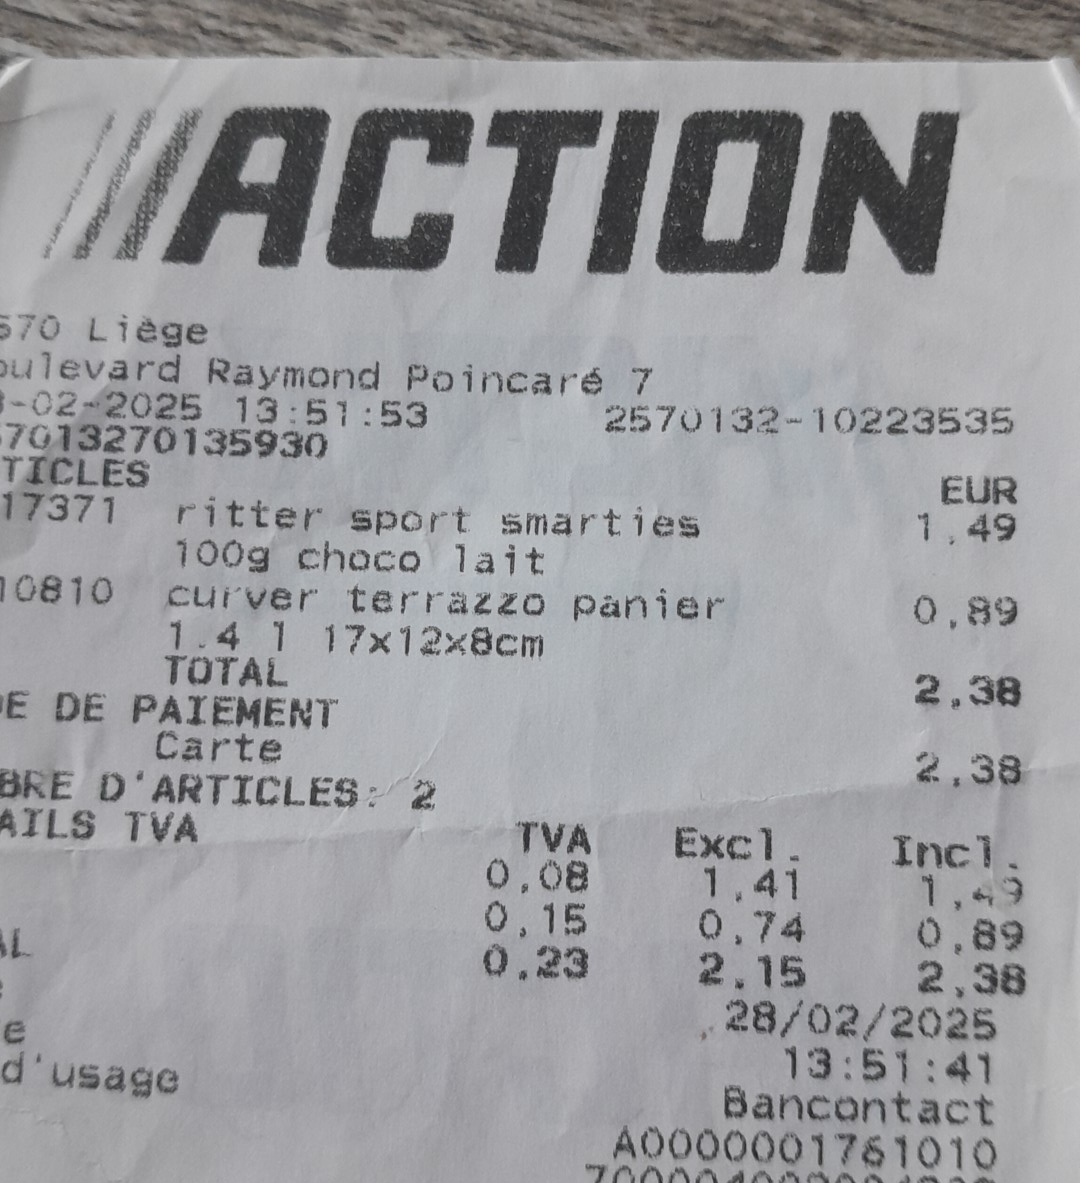 ACTION
570 Liège
oulevard Raymond Poincaré 7
8-02-2025 13:51:53 2570132-10223535
57013270135930
TICLES EUR
17371 ritter sport smarties 1.49
100g choco lait
10810 curver terrazzo panier 0.89
1.4 l 17x12x8cm
TOTAL 2.38
DE DE PAIEMENT
Carte 2.38
BRE D'ARTICLES: 2
AILS TVA TVA Excl. Incl.
0.08 1.41 1.49
0.15 0.74 0.89
AL 0.23 2.15 2.38
e 28/02/2025
e 13:51:41
d'usage Bancontact
A0000001761010